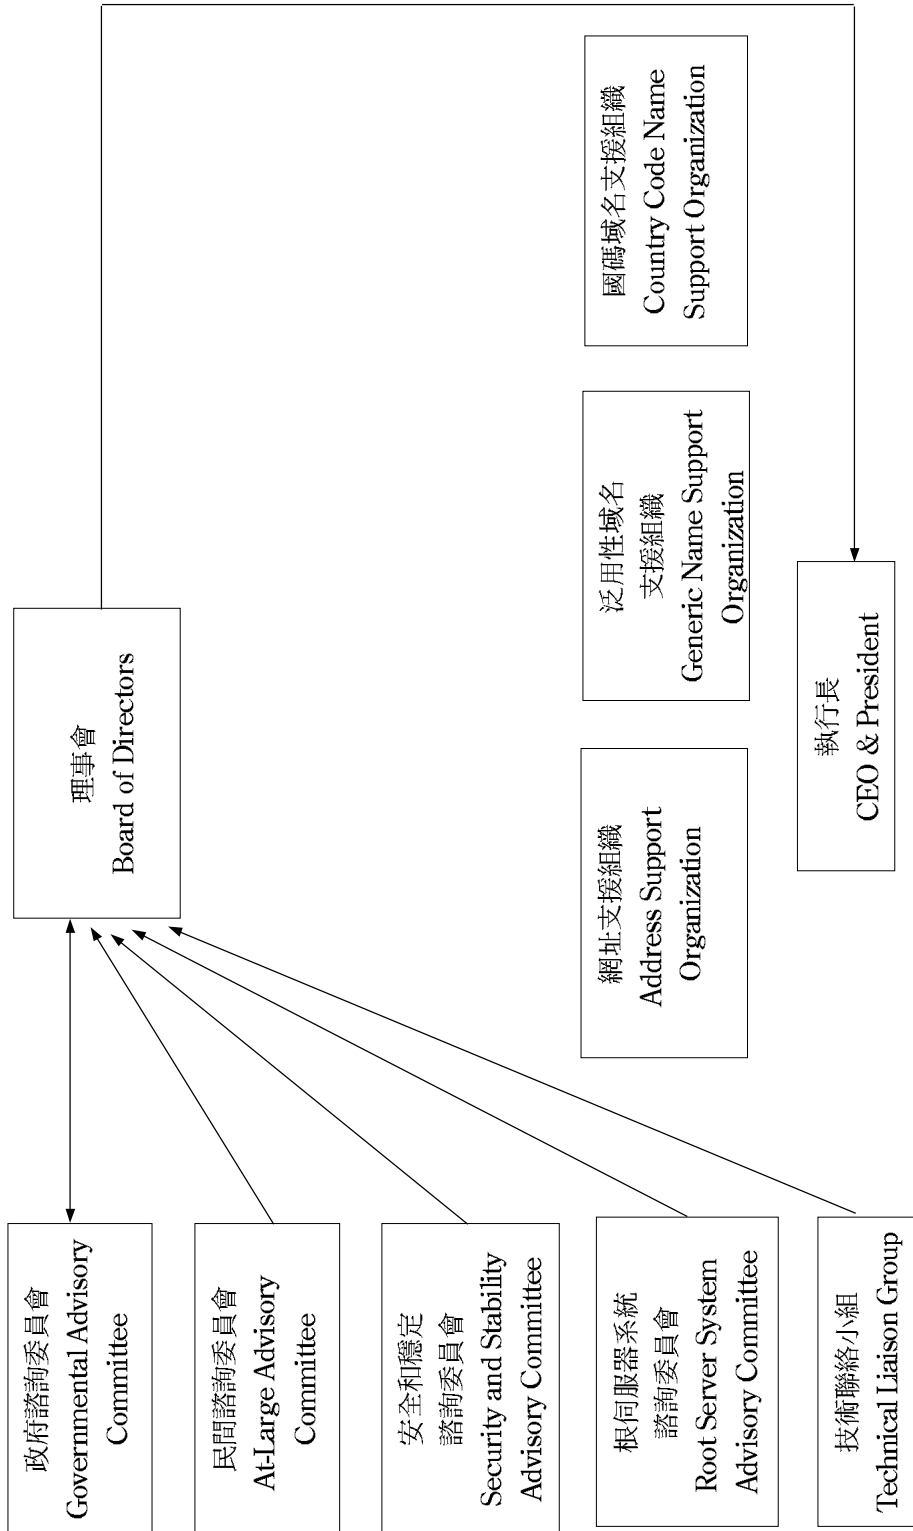 理事會
Board of Directors
政府諮詢委員會
Governmental Advisory
Committee
民間諮詢委員會
At-Large Advisory
Committee
安全和穩定
諮詢委員會
Security and Stability
Advisory Committee
根伺服器系統
諮詢委員會
Root Server System
Advisory Committee
技術聯絡小組
Technical Liaison Group
網址支援組織
Address Support
Organization
泛用性域名
支援組織
Generic Name Support
Organization
國碼域名支援組織
Country Code Name
Support Organization
執行長
CEO & President